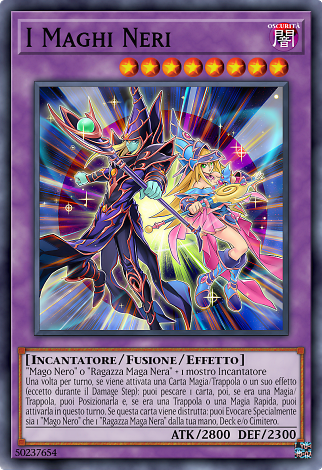 I Maghi Neri
OSCURITÀ
闇
[Incantatore/Fusione/Effetto]
"Mago Nero" o "Ragazza Maga Nera" + 1 mostro Incantatore
Una volta per turno, se viene attivata una Carta Magia/Trappola o un suo effetto
(eccetto durante il Damage Step): puoi pescare 1 carta, poi, se era una Magia/
Trappola, puoi Posizionarla e, se era una Trappola o una Magia Rapida, puoi
attivarla in questo turno. Se questa carta viene distrutta: puoi Evocare Specialmente
sia 1 "Mago Nero" che 1 "Ragazza Maga Nera" dalla tua mano, Deck e/o Cimitero.
ATK/2800 DEF/2300
50237654